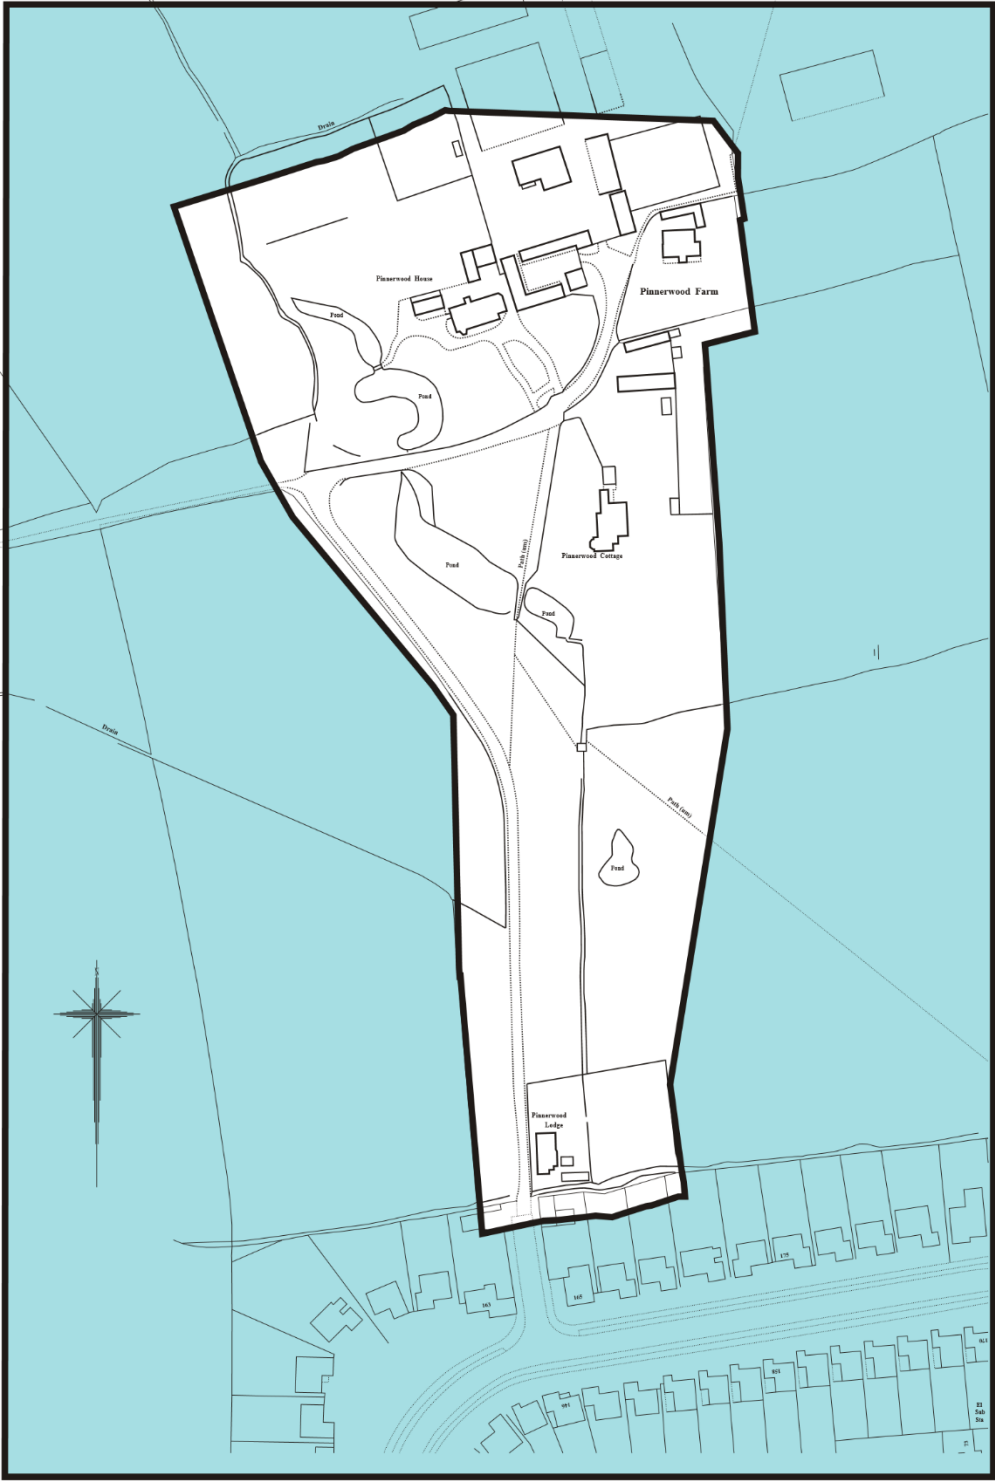 Drain
Pinnerwood House
Pinnerwood Farm
Pond
Pond
Path (um)
Pinnerwood Cottage
Pond
Pond
Drain
Path (um)
Pond
S
Pinnerwood
Lodge
175
165
163
El
Sub
Sta